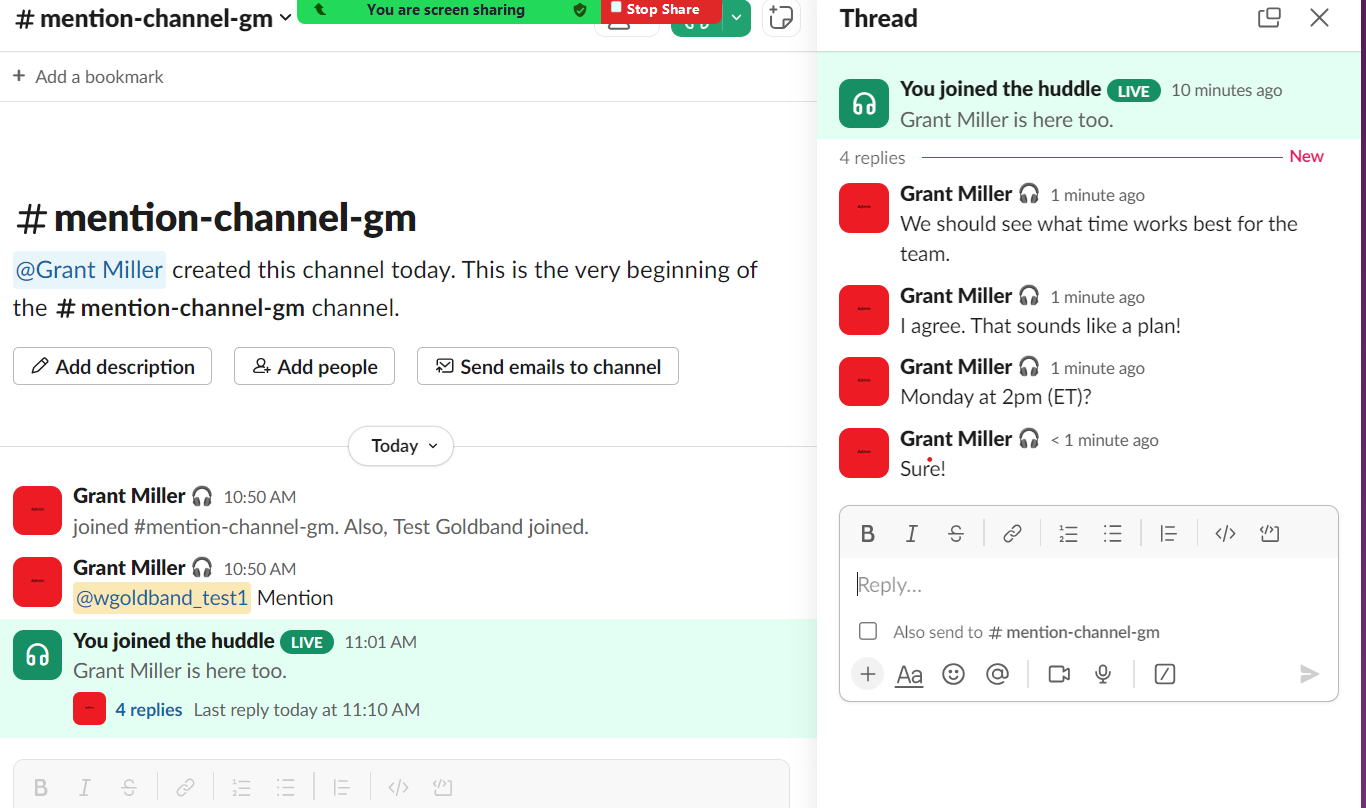 # mention-channel-gm
You are screen sharing
Stop Share
+ Add a bookmark
# mention-channel-gm
@Grant Miller created this channel today. This is the very beginning of
the # mention-channel-gm channel.
Add description
Add people
Send emails to channel
Today
Grant Miller 10:50 AM
joined #mention-channel-gm. Also, Test Goldband joined.
Grant Miller 10:50 AM
@wgoldband_test1 Mention
You joined the huddle LIVE 11:01 AM
Grant Miller is here too.
4 replies Last reply today at 11:10 AM
B I S
Thread
You joined the huddle LIVE 10 minutes ago
Grant Miller is here too.
4 replies New
Grant Miller 1 minute ago
We should see what time works best for the
team.
Grant Miller 1 minute ago
I agree. That sounds like a plan!
Grant Miller 1 minute ago
Monday at 2pm (ET)?
Grant Miller < 1 minute ago
Sure!
B I S
Reply...
Also send to # mention-channel-gm
+ Aa @